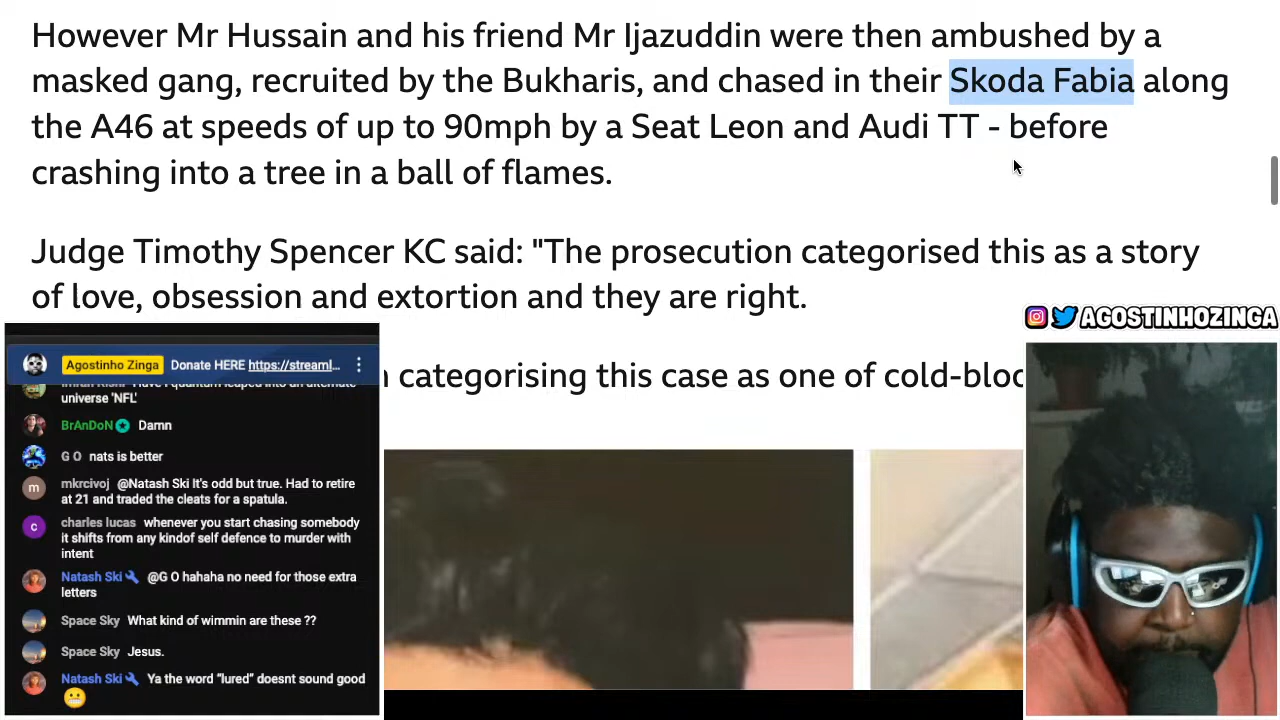 However Mr Hussain and his friend Mr Ijazuddin were then ambushed by a
masked gang, recruited by the Bukharis, and chased in their Skoda Fabia along
the A46 at speeds of up to 90mph by a Seat Leon and Audi TT - before
crashing into a tree in a ball of flames.
Judge Timothy Spencer KC said: "The prosecution categorised this as a story
of love, obsession and extortion and they are right.
categorising this case as one of cold-bloo
AGOSTINHOZINGA
Agostinho Zinga Donate HERE https://streaml...
Imran Rishi Have I quantum leaped into an alternate
universe 'NFL'
BrAnDoN Damn
G O nats is better
m mkrcivoj @Natash Ski It's odd but true. Had to retire
at 21 and traded the cleats for a spatula.
c charles lucas whenever you start chasing somebody
it shifts from any kindof self defence to murder with
intent
Natash Ski @G O hahaha no need for those extra
letters
Space Sky What kind of wimmin are these ??
Space Sky Jesus.
Natash Ski Ya the word “lured” doesnt sound good